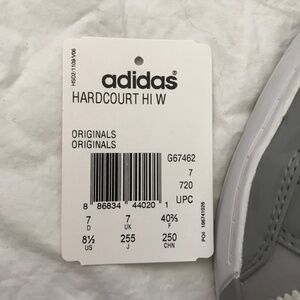 adidas®
HARDCOURT HI W
ORIGINALS
ORIGINALS
G67462
7
720
UPC
8 86834 44020 1
7 7 40⅔
D UK F
8½ 255 250
US J CHN